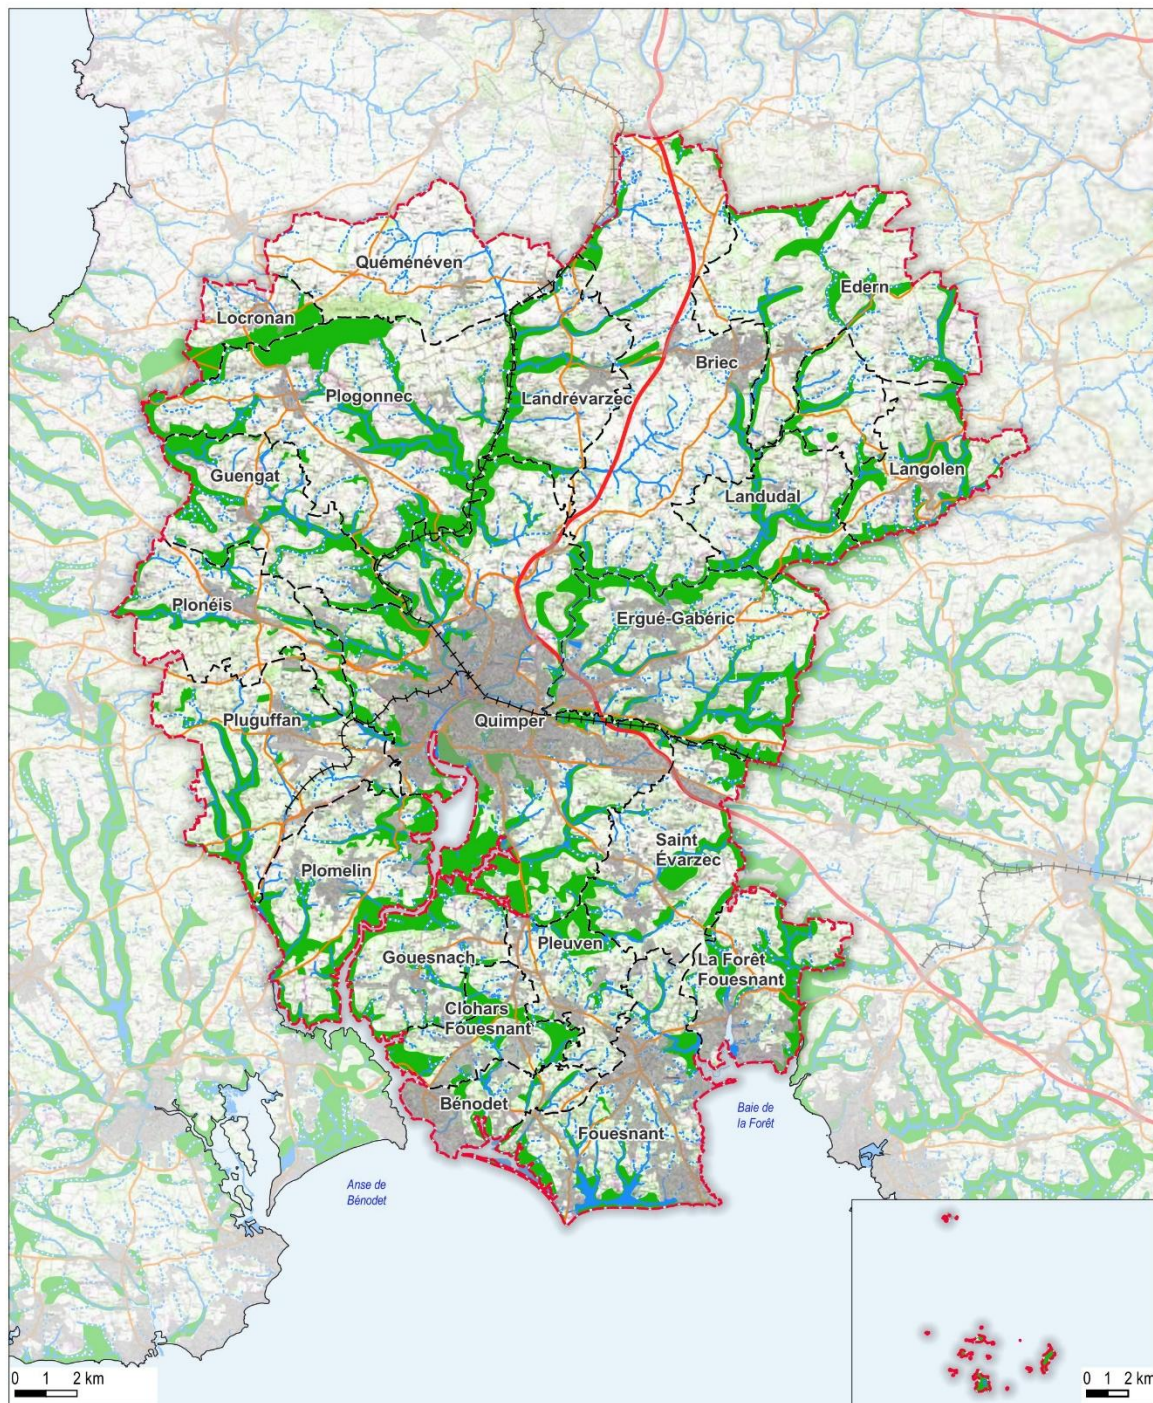 Quéménéven
Edern
Locronan
Briec
Plogonnec
Landrévarzec
Guengat
Langolen
Landudal
Plonéis
Ergué-Gabéric
Pluguffan
Quimper
Saint
Évarzec
Plomelin
Pleuven
Gouesnach
La Forêt
Fouesnant
Clohars
Fouesnant
Bénodet
Baie de
la Forêt
Fouesnant
Anse de
Bénodet
0 1 2 km
0 1 2 km